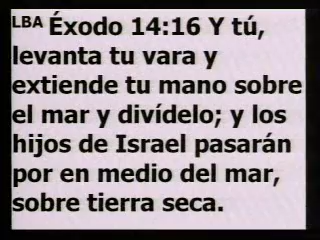 LBA Éxodo 14:16 Y tú,
levanta tu vara y
extiende tu mano sobre
el mar y divídelo; y los
hijos de Israel pasarán
por en medio del mar,
sobre tierra seca.